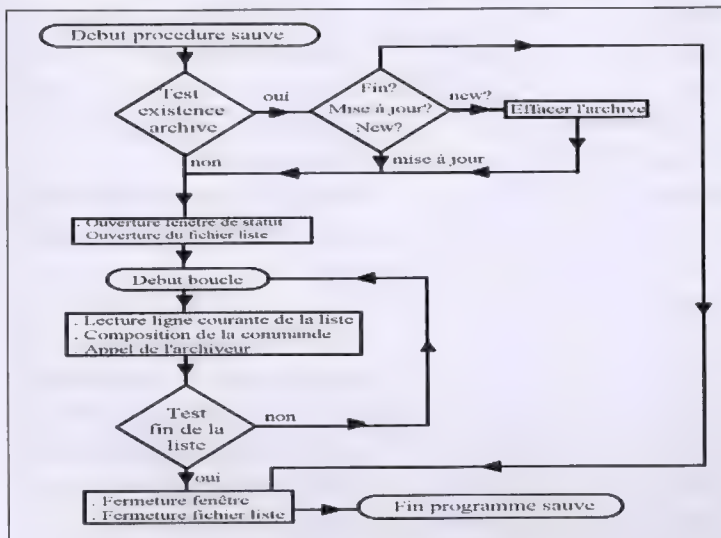 Debut procedure sauve
Test
existence
archive
oui
non
Fin?
Mise à jour?
New?
new?
Effacer l'archive
mise à jour
. Ouverture fenêtre de statut
Ouverture du fichier liste
Debut boucle
. Lecture ligne courante de la liste
. Composition de la commande
. Appel de l'archiveur
Test
fin de la
liste
non
oui
. Fermeture fenêtre
. Fermeture fichier liste
Fin programme sauve